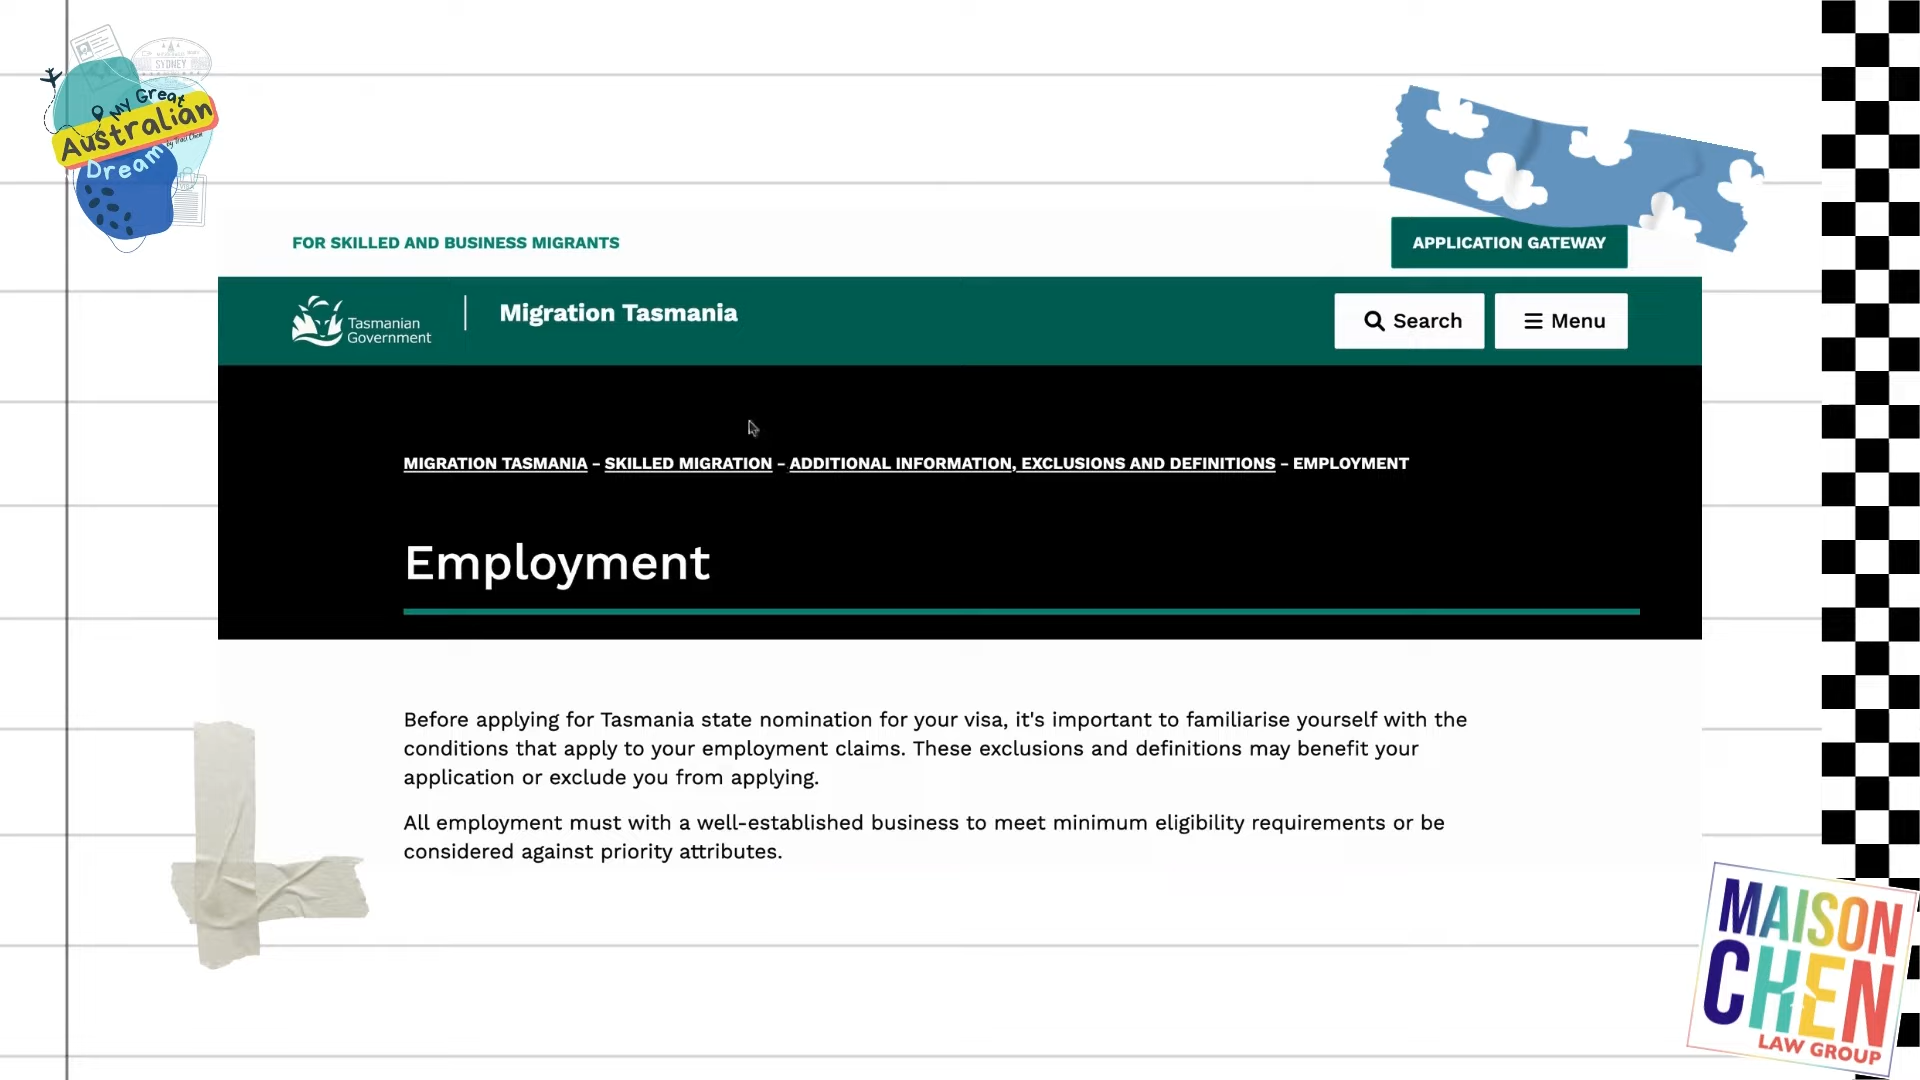 SYDNEY
My Great
Australian
by Traci Chen
Dream
FOR SKILLED AND BUSINESS MIGRANTS
APPLICATION GATEWAY
Tasmanian
Government
Migration Tasmania
Search
Menu
MIGRATION TASMANIA – SKILLED MIGRATION – ADDITIONAL INFORMATION, EXCLUSIONS AND DEFINITIONS – EMPLOYMENT
Employment
Before applying for Tasmania state nomination for your visa, it's important to familiarise yourself with the
conditions that apply to your employment claims. These exclusions and definitions may benefit your
application or exclude you from applying.
All employment must with a well-established business to meet minimum eligibility requirements or be
considered against priority attributes.
MAISON
CHEN
LAW GROUP